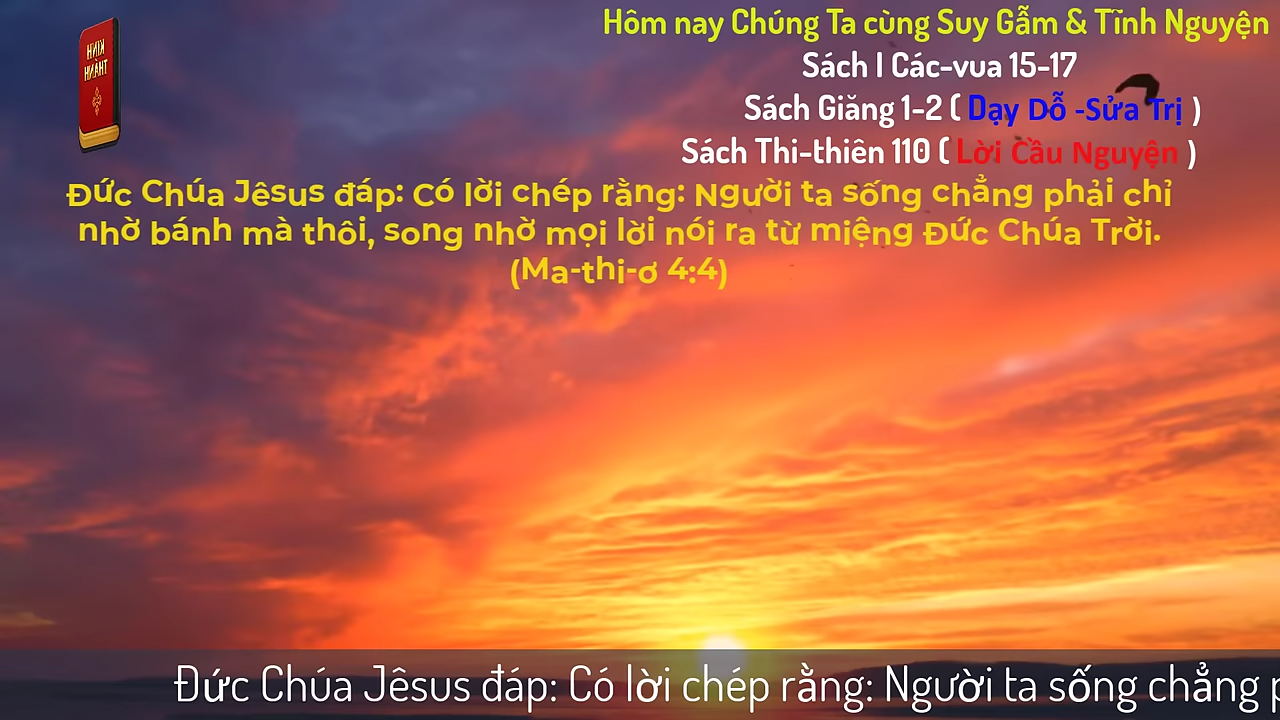 Hôm nay Chúng Ta cùng Suy Gẫm & Tĩnh Nguyện
Sách I Các-vua 15-17
Sách Giăng 1-2 ( Dạy Dỗ -Sửa Trị )
Sách Thi-thiên 110 ( Lời Cầu Nguyện )
KINH
THÁNH
Đức Chúa Jêsus đáp: Có lời chép rằng: Người ta sống chẳng phải chỉ
nhờ bánh mà thôi, song nhờ mọi lời nói ra từ miệng Đức Chúa Trời.
(Ma-thi-ơ 4:4)
Đức Chúa Jêsus đáp: Có lời chép rằng: Người ta sống chẳng